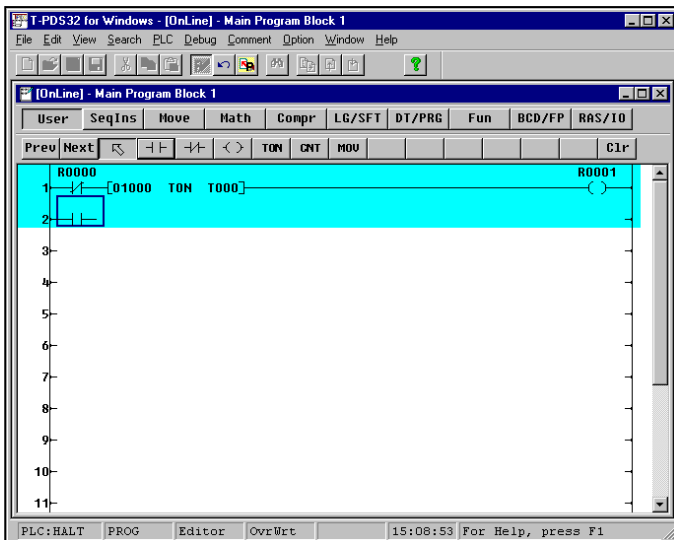 T-PDS32 for Windows - [OnLine] - Main Program Block 1
File Edit View Search PLC Debug Comment Option Window Help
?
[OnLine] - Main Program Block 1
User SeqIns Move Math Compr LG/SFT DT/PRG Fun BCD/FP RAS/IO
Prev Next TON CNT MOV Clr
R0000 R0001
1 [01000 TON T000]
2
3
4
5
6
7
8
9
10
11
PLC:HALT PROG Editor OvrWrt 15:08:53 For Help, press F1